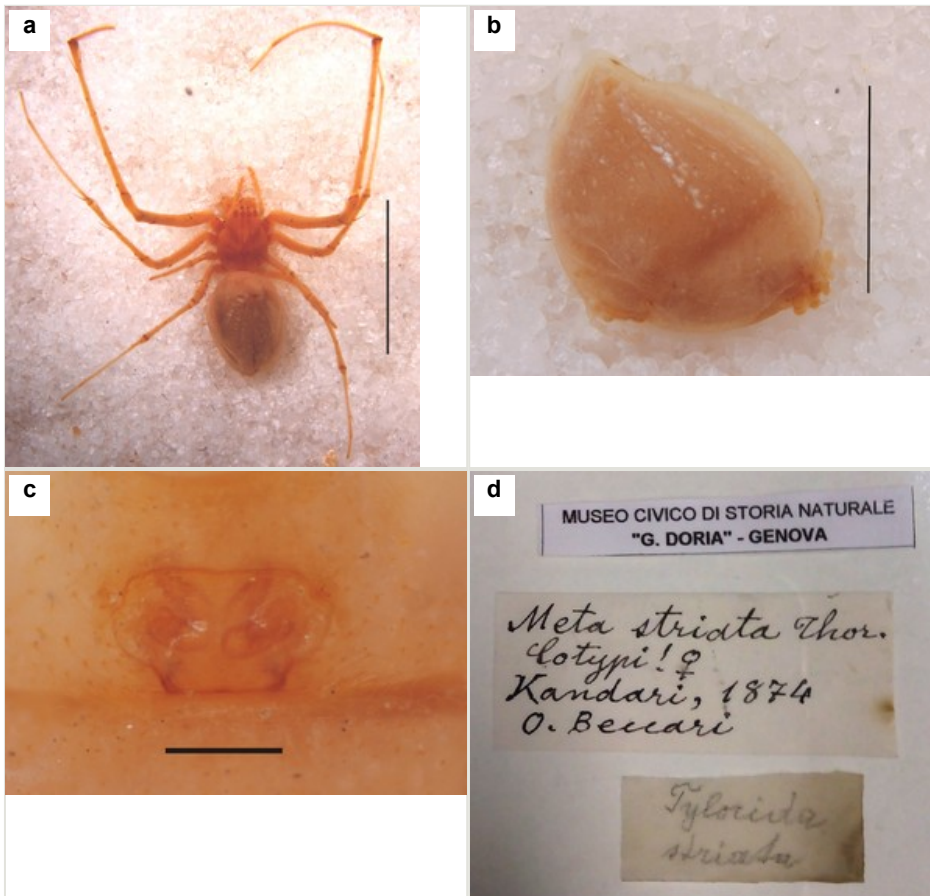 a
b
c
d
MUSEO CIVICO DI STORIA NATURALE
"G. DORIA" - GENOVA
Meta striata Thor.
Cotypi! ♀
Kandari, 1874
O. Beccari
Tylorida
striata